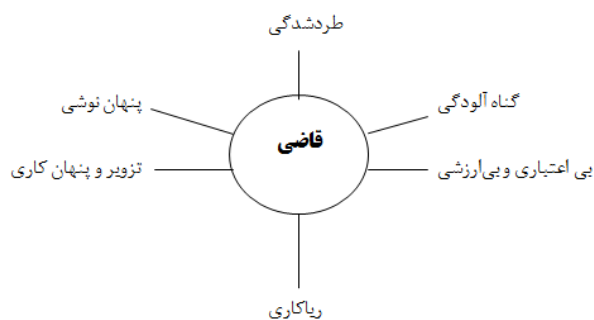 طردشدگی
گناه آلودگی
پنهان نوشی
قاضی
بی اعتباری و بی‌ارزشی
تزویر و پنهان کاری
ریاکاری